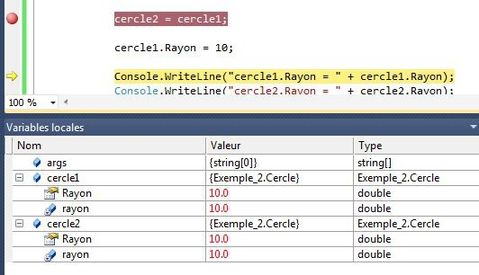 cercle2 = cercle1;
cercle1.Rayon = 10;
Console.WriteLine("cercle1.Rayon = " + cercle1.Rayon);
Console.WriteLine("cercle2.Rayon = " + cercle2.Rayon);
100 %
Variables locales
Nom Valeur Type
args {string[0]} string[]
cercle1 {Exemple_2.Cercle} Exemple_2.Cercle
Rayon 10.0 double
rayon 10.0 double
cercle2 {Exemple_2.Cercle} Exemple_2.Cercle
Rayon 10.0 double
rayon 10.0 double